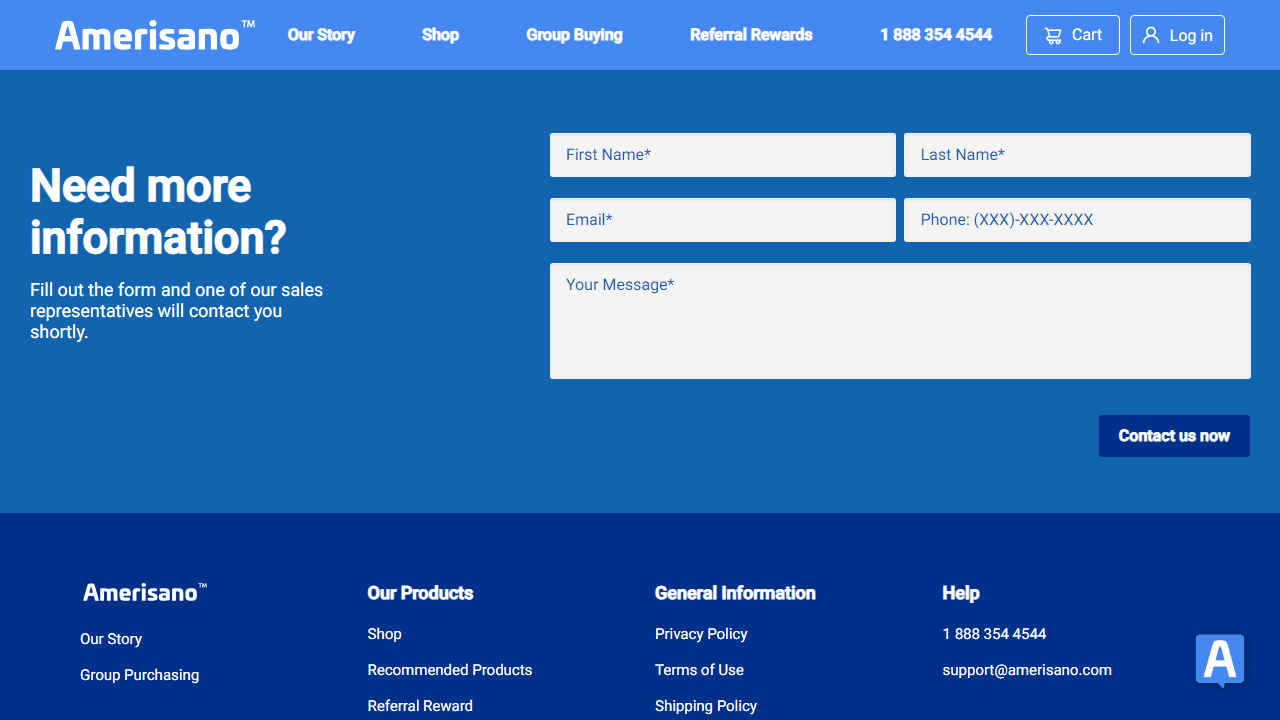 Amerisano™
Our Story
Shop
Group Buying
Referral Rewards
1 888 354 4544
Cart
Log in
Need more
information?
Fill out the form and one of our sales
representatives will contact you
shortly.
First Name*
Last Name*
Email*
Phone: (XXX)-XXX-XXXX
Your Message*
Contact us now
Amerisano™
Our Story
Group Purchasing
Our Products
Shop
Recommended Products
Referral Reward
General Information
Privacy Policy
Terms of Use
Shipping Policy
Help
1 888 354 4544
support@amerisano.com
A